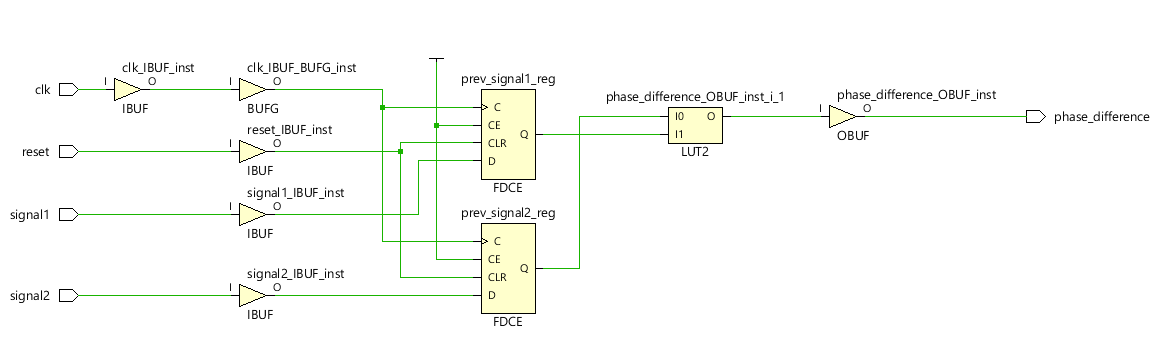 clk
I
clk_IBUF_inst
O
IBUF
I
clk_IBUF_BUFG_inst
O
BUFG
reset
I
reset_IBUF_inst
O
IBUF
signal1
I
signal1_IBUF_inst
O
IBUF
signal2
I
signal2_IBUF_inst
O
IBUF
prev_signal1_reg
C
CE
CLR
D
Q
FDCE
prev_signal2_reg
C
CE
CLR
D
Q
FDCE
phase_difference_OBUF_inst_i_1
I0
I1
O
LUT2
phase_difference_OBUF_inst
I
O
OBUF
phase_difference